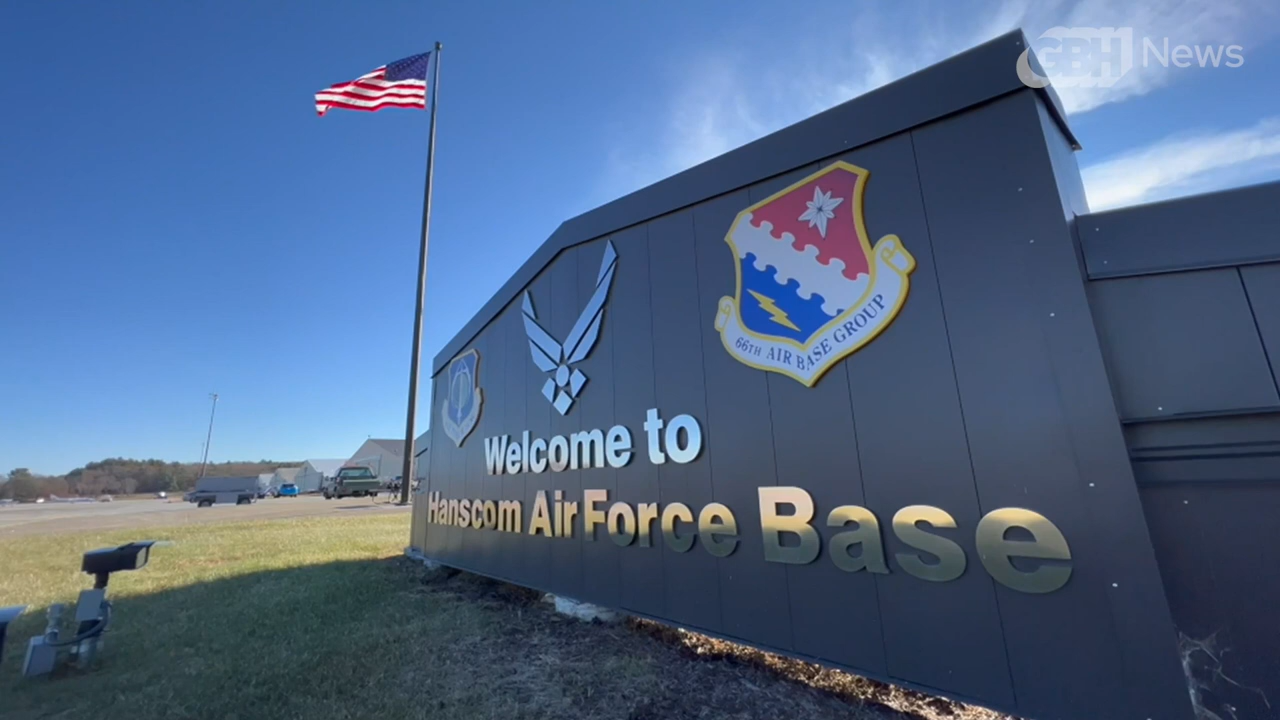 GBH News
66TH AIR BASE GROUP
Welcome to
Hanscom Air Force Base